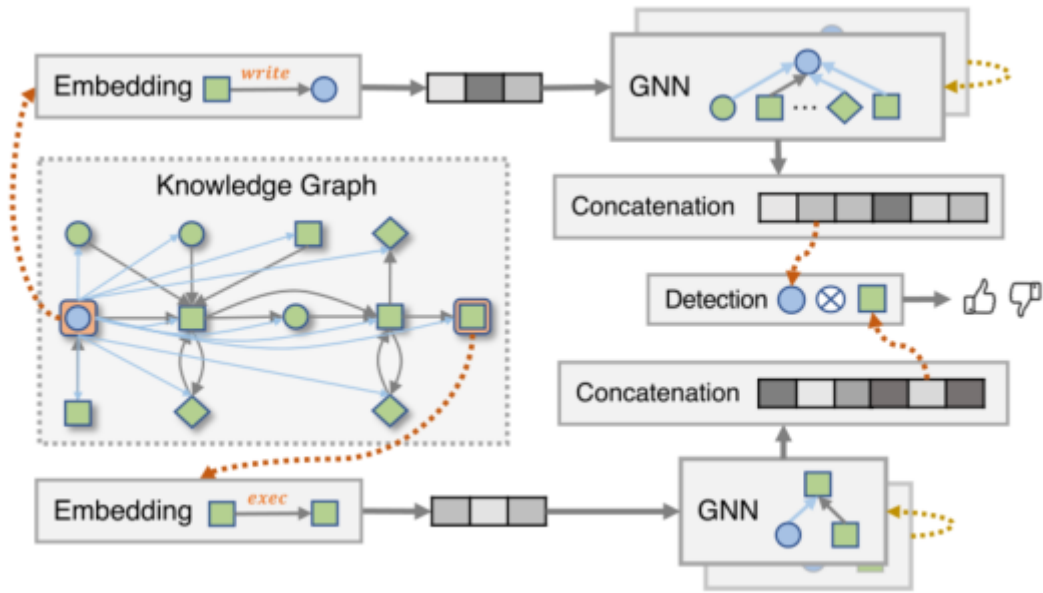 Embedding write
GNN
Knowledge Graph
Concatenation
Detection
Concatenation
Embedding exec
GNN